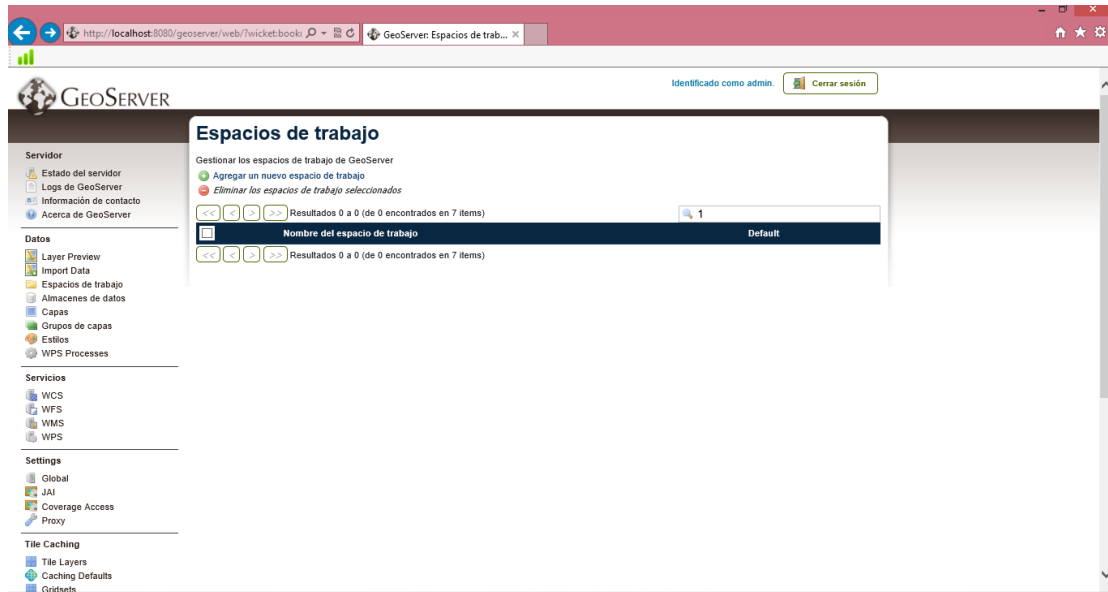 http://localhost:8080/geoserver/web/?wicket:book
GeoServer: Espacios de trab...
GEOSERVER
Identificado como admin.
Cerrar sesión
Espacios de trabajo
Gestionar los espacios de trabajo de GeoServer
Agregar un nuevo espacio de trabajo
Eliminar los espacios de trabajo seleccionados
<< < > >> Resultados 0 a 0 (de 0 encontrados en 7 items)
1
Nombre del espacio de trabajo
Default
<< < > >> Resultados 0 a 0 (de 0 encontrados en 7 items)
Servidor
Estado del servidor
Logs de GeoServer
Información de contacto
Acerca de GeoServer
Datos
Layer Preview
Import Data
Espacios de trabajo
Almacenes de datos
Capas
Grupos de capas
Estilos
WPS Processes
Servicios
WCS
WFS
WMS
WPS
Settings
Global
JAI
Coverage Access
Proxy
Tile Caching
Tile Layers
Caching Defaults
Gridsets